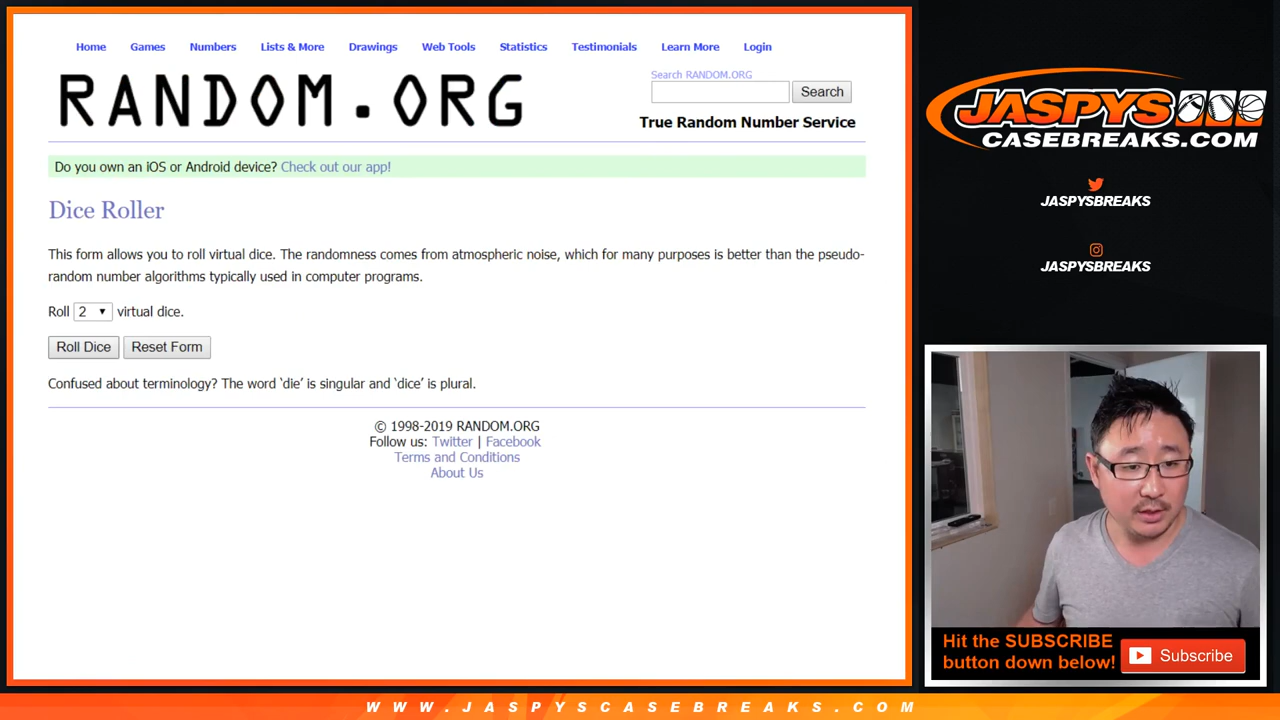 Home Games Numbers Lists & More Drawings Web Tools Statistics Testimonials Learn More Login
RANDOM.ORG
Search RANDOM.ORG
Search
True Random Number Service
Do you own an iOS or Android device? Check out our app!
Dice Roller
This form allows you to roll virtual dice. The randomness comes from atmospheric noise, which for many purposes is better than the pseudo-
random number algorithms typically used in computer programs.
Roll 2 virtual dice.
Roll Dice Reset Form
Confused about terminology? The word ‘die’ is singular and ‘dice’ is plural.
© 1998-2019 RANDOM.ORG
Follow us: Twitter | Facebook
Terms and Conditions
About Us
JASPYS
CASEBREAKS.COM
JASPYSBREAKS
JASPYSBREAKS
Hit the SUBSCRIBE
button down below!
Subscribe
WWW.JASPYSCASEBREAKS.COM